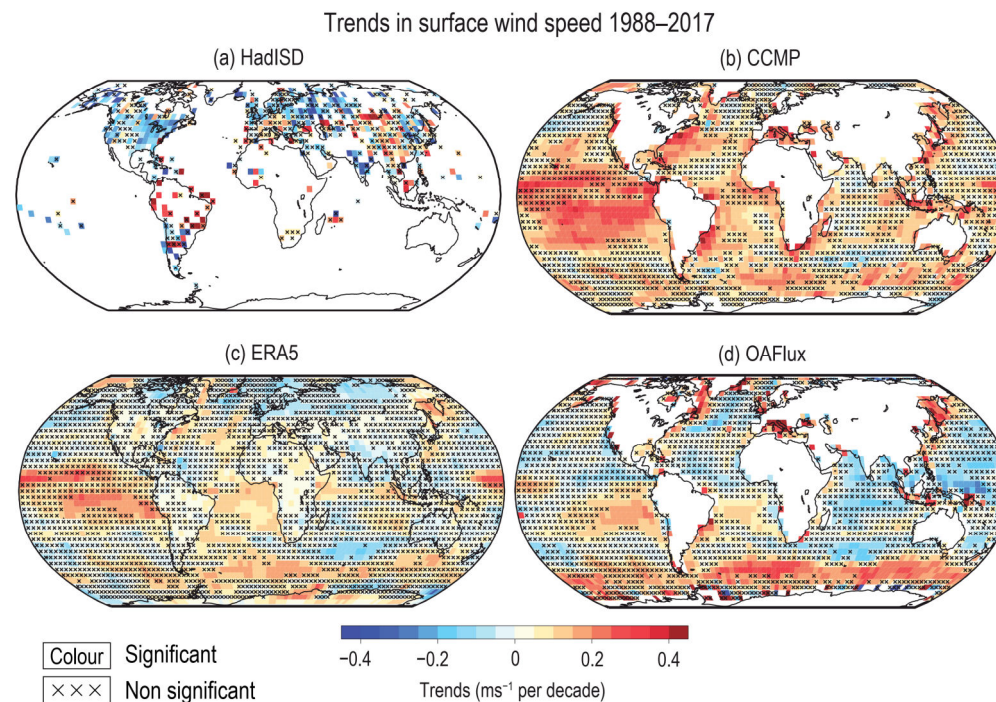 Trends in surface wind speed 1988–2017
(a) HadISD
(b) CCMP
(c) ERA5
(d) OAFlux
Colour Significant
× × × Non significant
−0.4 −0.2 0 0.2 0.4
Trends (ms⁻¹ per decade)